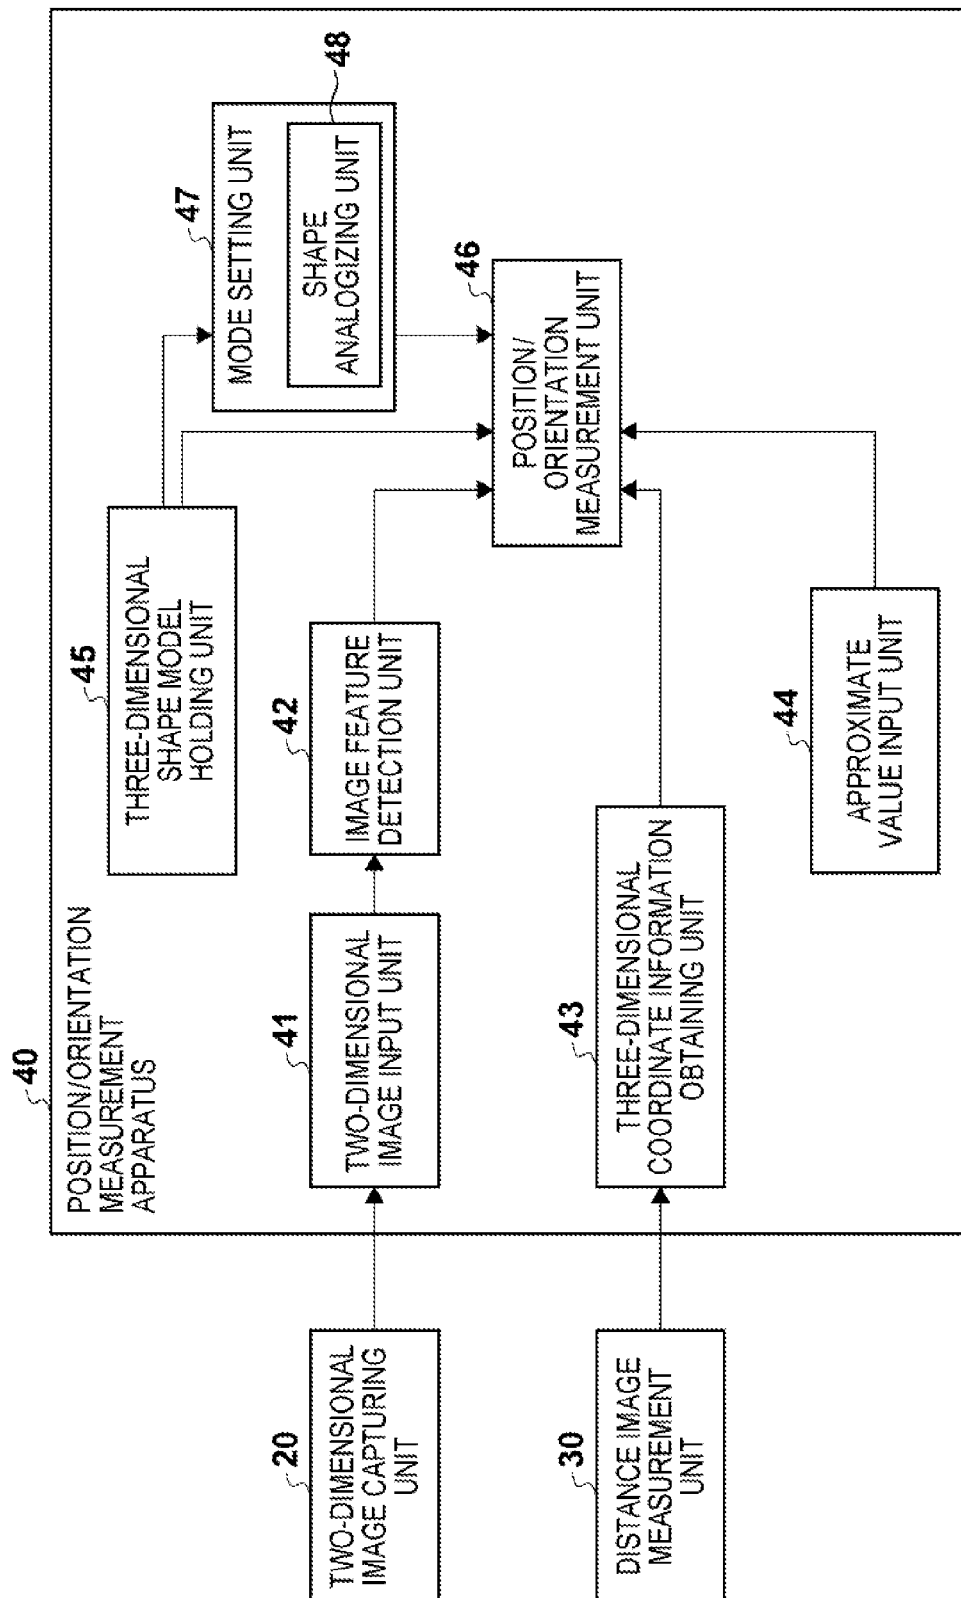 40
POSITION/ORIENTATION
MEASUREMENT
APPARATUS
45
THREE-DIMENSIONAL
SHAPE MODEL
HOLDING UNIT
47
MODE SETTING UNIT
48
SHAPE
ANALOGIZING UNIT
20
TWO-DIMENSIONAL
IMAGE CAPTURING
UNIT
41
TWO-DIMENSIONAL
IMAGE INPUT UNIT
42
IMAGE FEATURE
DETECTION UNIT
46
POSITION/
ORIENTATION
MEASUREMENT UNIT
30
DISTANCE IMAGE
MEASUREMENT
UNIT
43
THREE-DIMENSIONAL
COORDINATE INFORMATION
OBTAINING UNIT
44
APPROXIMATE
VALUE INPUT UNIT